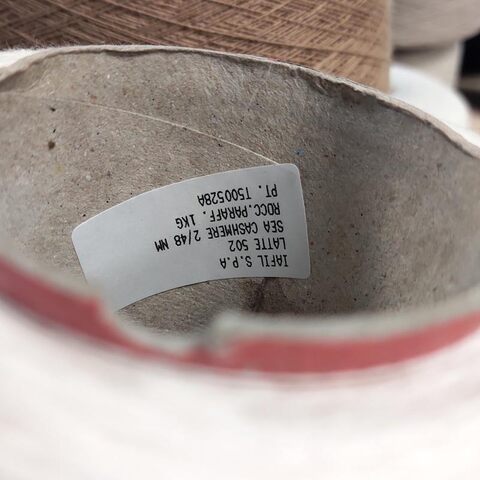 IAFIL S.P.A
LATTE 502
SEA CASHMERE 2/48 NM
ROCC.PARAFF. 1KG
PT. T500528A